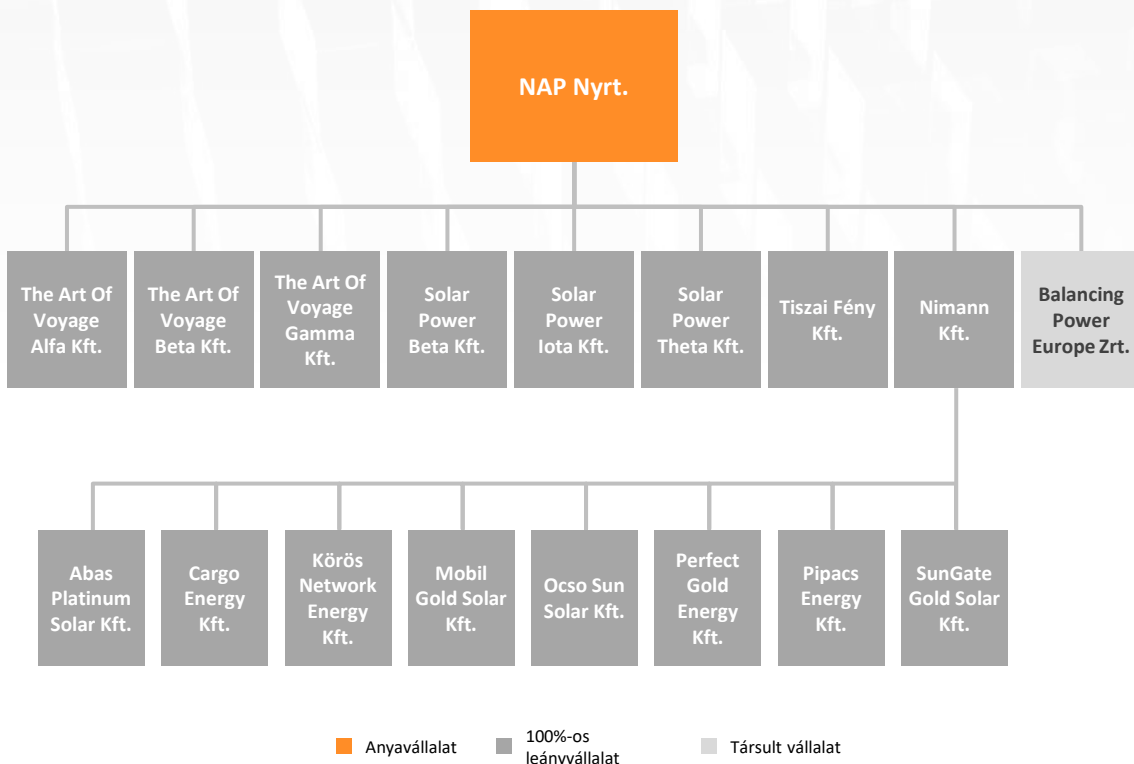 NAP Nyrt.
The Art Of
Voyage
Alfa Kft.
The Art Of
Voyage
Beta Kft.
The Art Of
Voyage
Gamma
Kft.
Solar
Power
Beta Kft.
Solar
Power
Iota Kft.
Solar
Power
Theta Kft.
Tiszai Fény
Kft.
Nimann
Kft.
Balancing
Power
Europe Zrt.
Abas
Platinum
Solar Kft.
Cargo
Energy
Kft.
Körös
Network
Energy
Kft.
Mobil
Gold Solar
Kft.
Ocso Sun
Solar Kft.
Perfect
Gold
Energy
Kft.
Pipacs
Energy
Kft.
SunGate
Gold Solar
Kft.
Anyavállalat
100%-os
leányvállalat
Társult vállalat